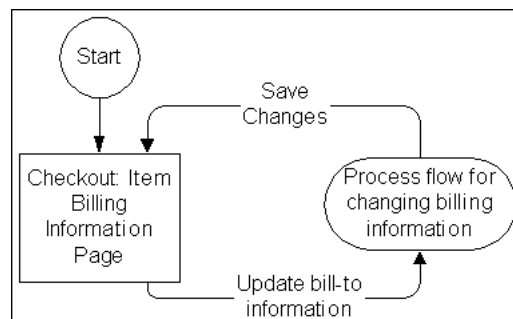 Start
Save
Changes
Checkout: Item
Billing
Information
Page
Process flow for
changing billing
information
Update bill-to
information